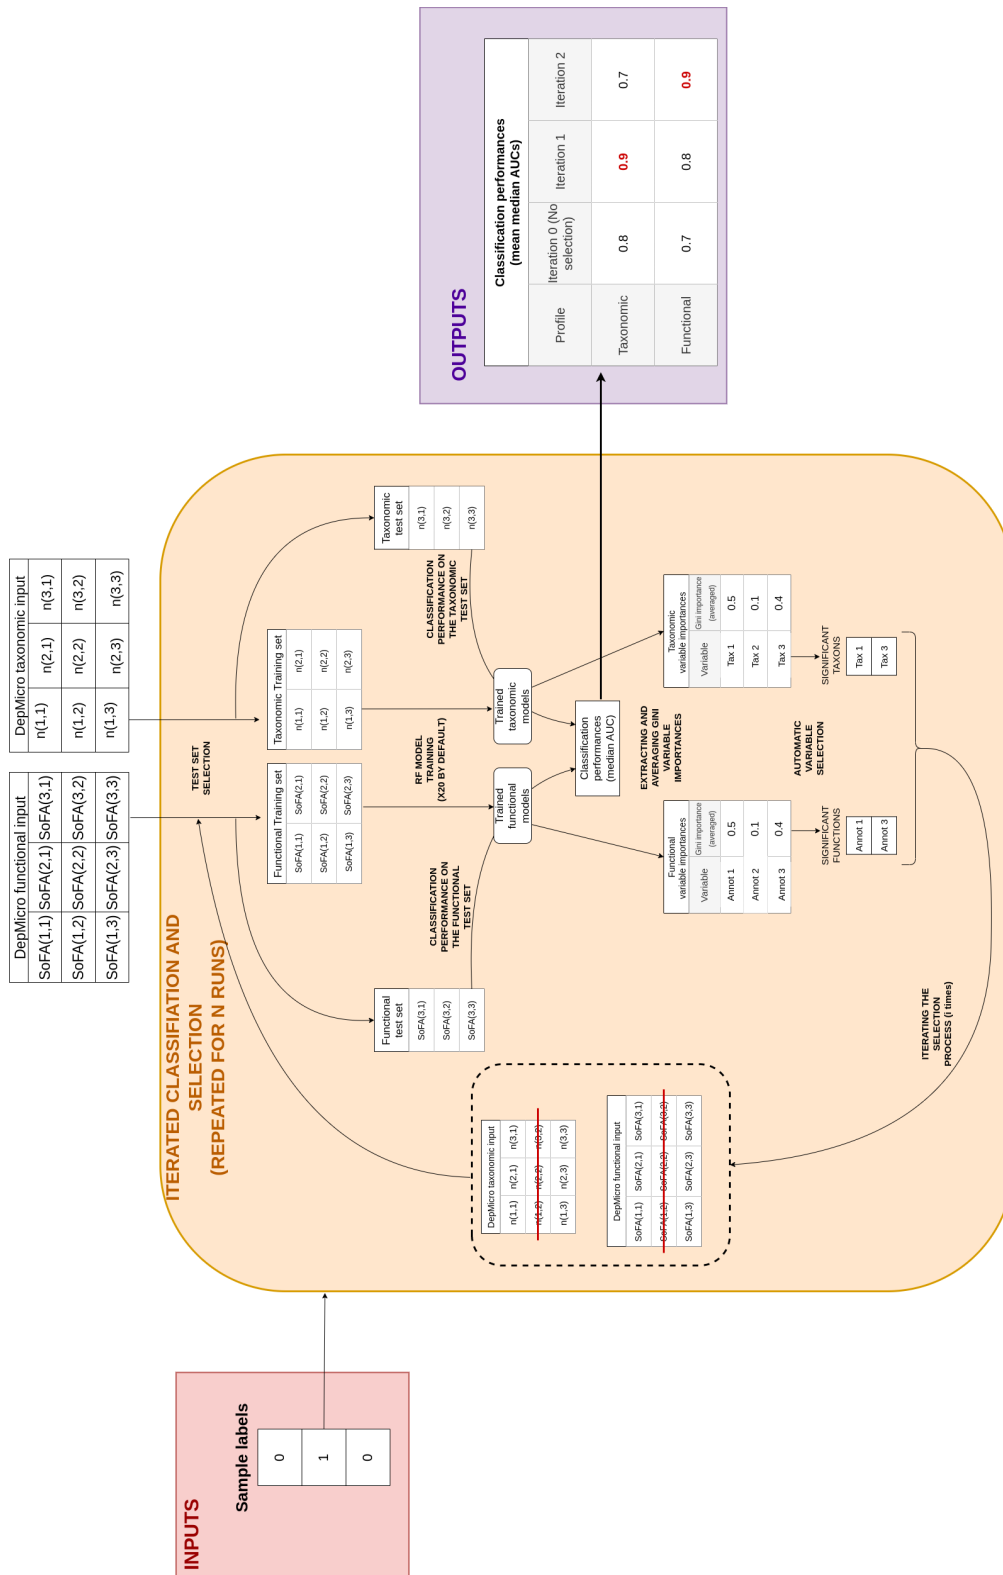 INPUTS
Sample labels
0
1
0
DepMicro functional input
SoFA(1,1) SoFA(2,1) SoFA(3,1)
SoFA(1,2) SoFA(2,2) SoFA(3,2)
SoFA(1,3) SoFA(2,3) SoFA(3,3)
DepMicro taxonomic input
n(1,1) n(2,1) n(3,1)
n(1,2) n(2,2) n(3,2)
n(1,3) n(2,3) n(3,3)
ITERATED CLASSIFIATION AND
SELECTION
(REPEATED FOR N RUNS)
TEST SET
SELECTION
Functional Training set
SoFA(1,1) SoFA(2,1)
SoFA(1,2) SoFA(2,2)
SoFA(1,3) SoFA(2,3)
Taxonomic Training set
n(1,1) n(2,1)
n(1,2) n(2,2)
n(1,3) n(2,3)
Functional
test set
SoFA(3,1)
SoFA(3,2)
SoFA(3,3)
Taxonomic
test set
n(3,1)
n(3,2)
n(3,3)
CLASSIFICATION
PERFORMANCE ON
THE FUNCTIONAL
TEST SET
RF MODEL
TRAINING
(X20 BY DEFAULT)
CLASSIFICATION
PERFORMANCE ON
THE TAXONOMIC
TEST SET
Trained
functional
models
Trained
taxonomic
models
Classification
performances
(median AUC)
EXTRACTING AND
AVERAGING GINI
VARIABLE
IMPORTANCES
Functional
variable importances
Variable Gini importance
(averaged)
Annot 1 0.5
Annot 2 0.1
Annot 3 0.4
Taxonomic
variable importances
Variable Gini importance
(averaged)
Tax 1 0.5
Tax 2 0.1
Tax 3 0.4
AUTOMATIC
VARIABLE
SELECTION
SIGNIFICANT
FUNCTIONS
Annot 1
Annot 3
SIGNIFICANT
TAXONS
Tax 1
Tax 3
ITERATING THE
SELECTION
PROCESS (i times)
DepMicro taxonomic input
n(1,1) n(2,1) n(3,1)
n(1,2) n(2,2) n(3,2)
n(1,3) n(2,3) n(3,3)
DepMicro functional input
SoFA(1,1) SoFA(2,1) SoFA(3,1)
SoFA(1,2) SoFA(2,2) SoFA(3,2)
SoFA(1,3) SoFA(2,3) SoFA(3,3)
OUTPUTS
Classification performances
(mean median AUCs)
Profile Iteration 0 (No
selection) Iteration 1 Iteration 2
Taxonomic 0.8 0.9 0.7
Functional 0.7 0.8 0.9